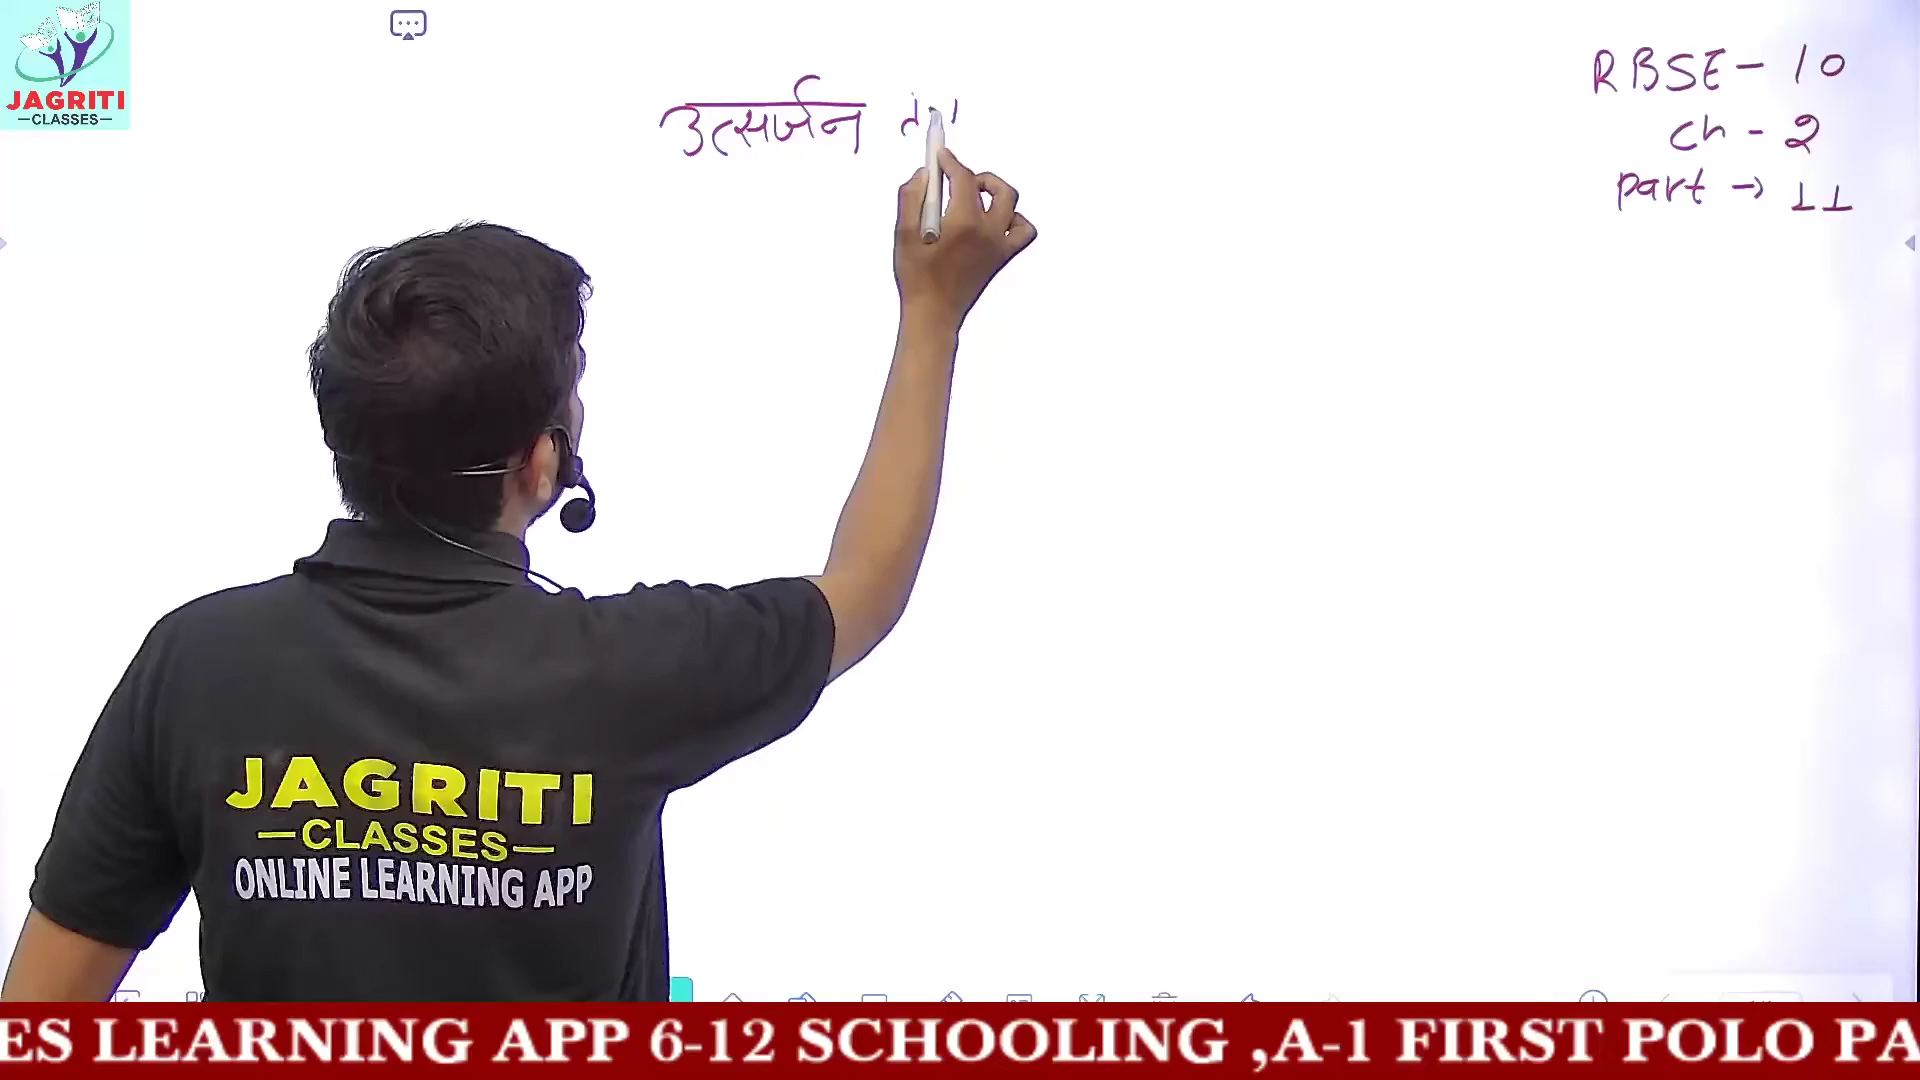 JAGRITI
—CLASSES—
उत्सर्जन
RBSE - 10
ch - 2
part → 11
JAGRITI
—CLASSES—
ONLINE LEARNING APP
ES LEARNING APP 6-12 SCHOOLING ,A-1 FIRST POLO PA